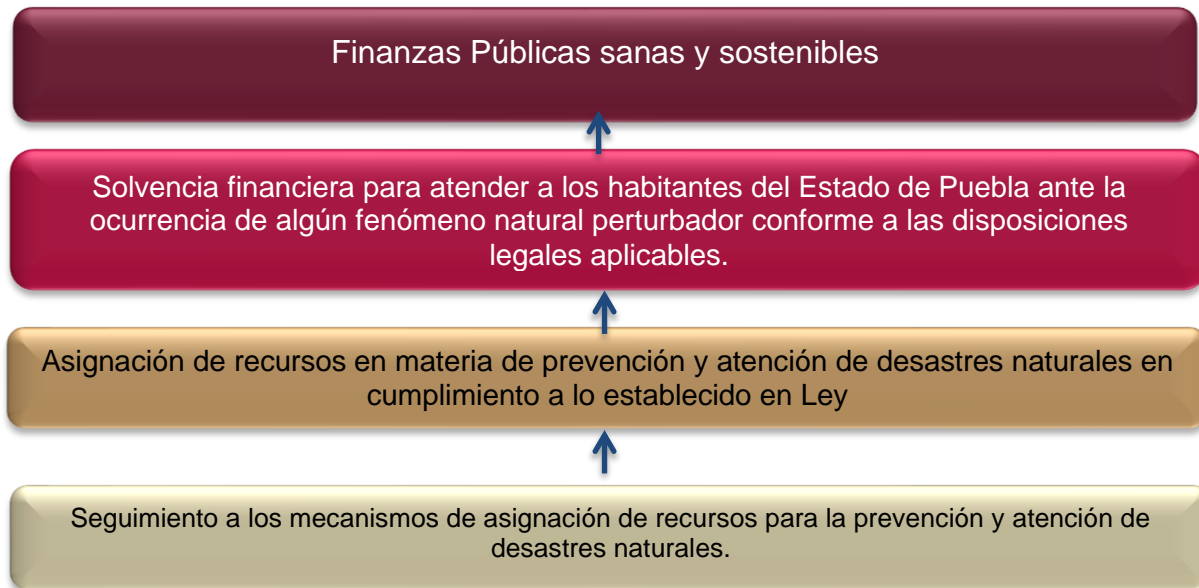 Finanzas Públicas sanas y sostenibles
Solvencia financiera para atender a los habitantes del Estado de Puebla ante la
ocurrencia de algún fenómeno natural perturbador conforme a las disposiciones
legales aplicables.
Asignación de recursos en materia de prevención y atención de desastres naturales en
cumplimiento a lo establecido en Ley
Seguimiento a los mecanismos de asignación de recursos para la prevención y atención de
desastres naturales.